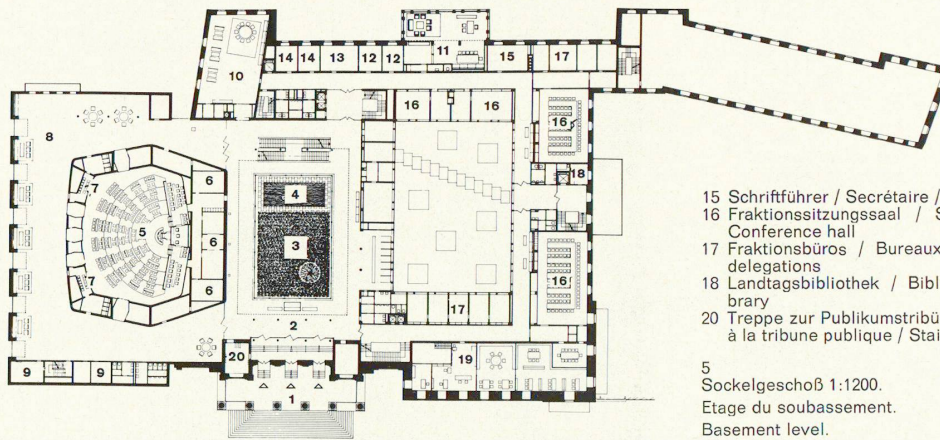 10
14 14 13 12 12
11
15
17
16 16
16
18
8
7
5
7
6
6
6
4
3
2
16
17
9 9
20
19
1
15 Schriftführer / Secrétaire /
16 Fraktionssitzungssaal / S
Conference hall
17 Fraktionsbüros / Bureaux
delegations
18 Landtagsbibliothek / Bibl
brary
20 Treppe zur Publikumstribü
à la tribune publique / Stai
5
Sockelgeschoß 1:1200.
Etage du soubassement.
Basement level.